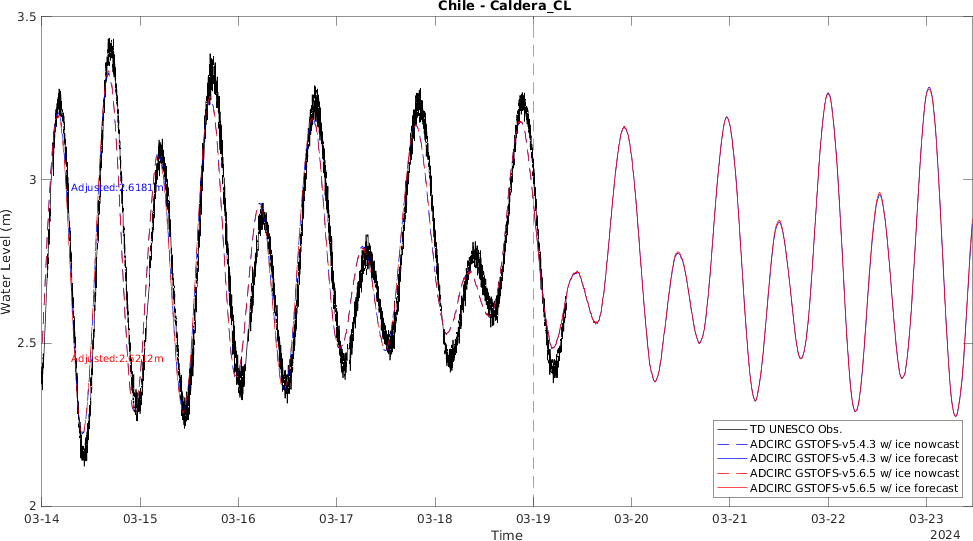 Chile - Caldera_CL
3.5
3
2.5
2
Water Level (m)
Adjusted:2.6181m
Adjusted:2.6212m
TD UNESCO Obs.
ADCIRC GSTOFS-v5.4.3 w/ ice nowcast
ADCIRC GSTOFS-v5.4.3 w/ ice forecast
ADCIRC GSTOFS-v5.6.5 w/ ice nowcast
ADCIRC GSTOFS-v5.6.5 w/ ice forecast
03-14 03-15 03-16 03-17 03-18 03-19 03-20 03-21 03-22 03-23
Time
2024